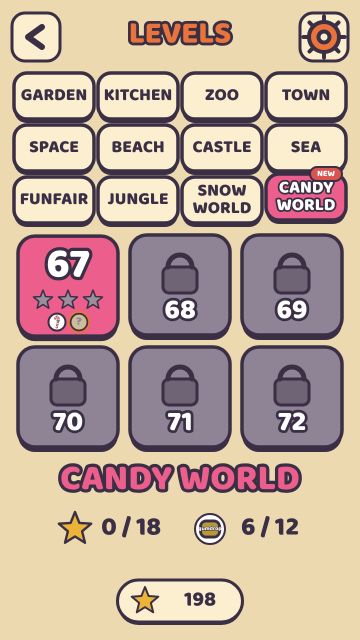 LEVELS
GARDEN KITCHEN ZOO TOWN
SPACE BEACH CASTLE SEA
NEW
FUNFAIR JUNGLE SNOW WORLD CANDY WORLD
67 68 69
? ?
70 71 72
CANDY WORLD
0 / 18 6 / 12
198